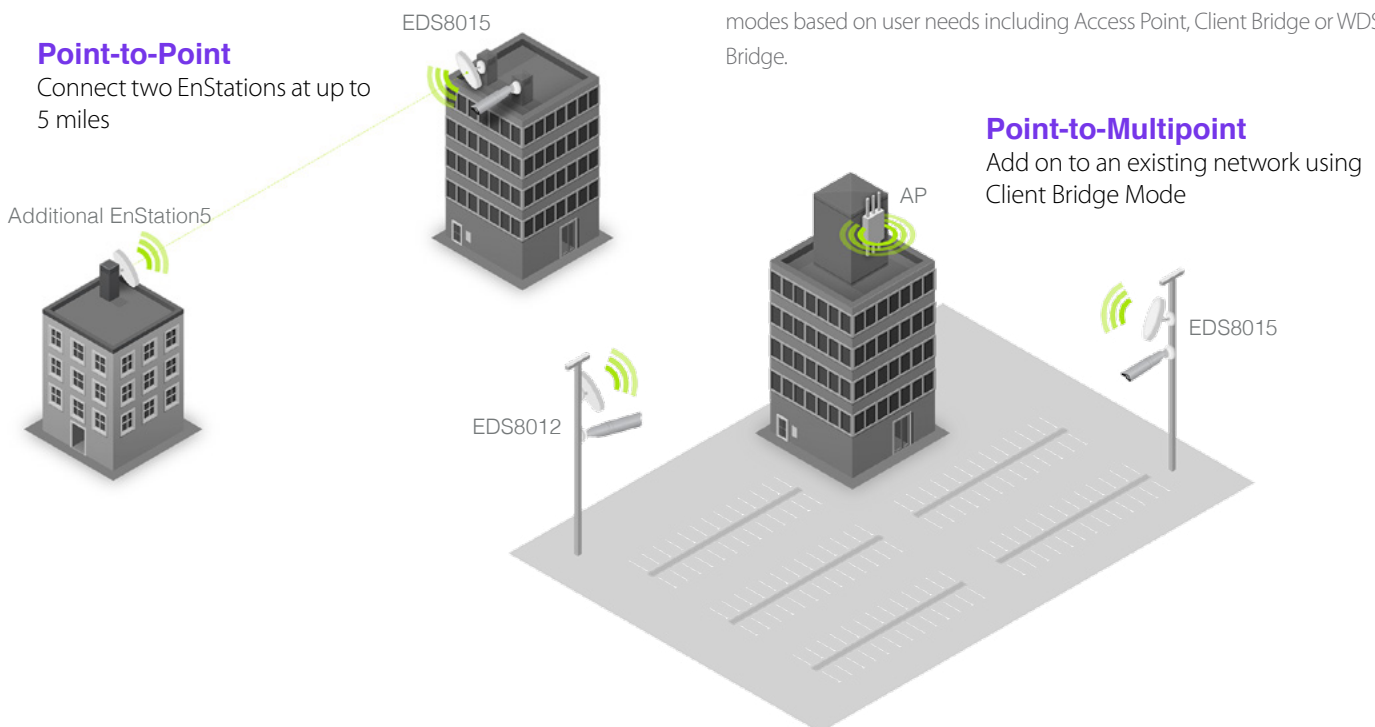 EDS8015
Point-to-Point
Connect two EnStations at up to
5 miles
Additional EnStation5
modes based on user needs including Access Point, Client Bridge or WDS
Bridge.
Point-to-Multipoint
Add on to an existing network using
Client Bridge Mode
AP
EDS8015
EDS8012